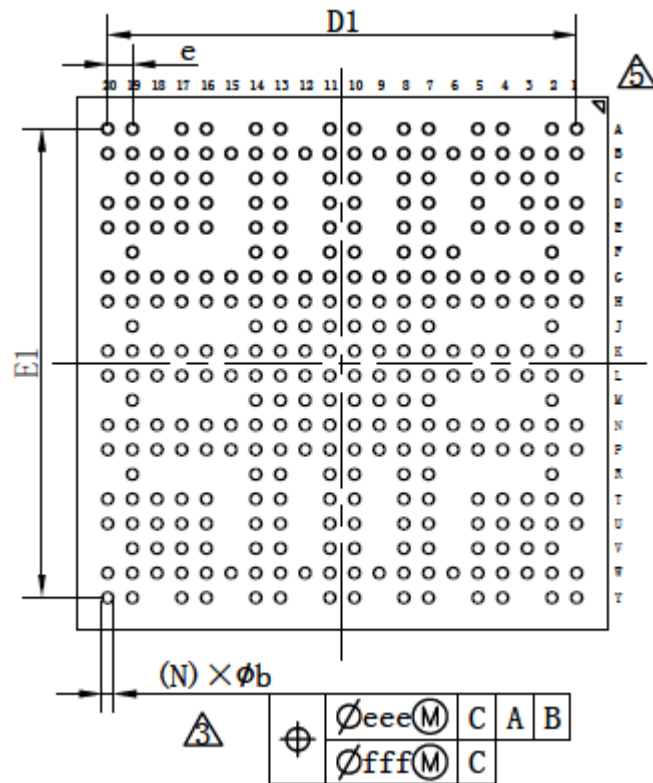 D1
e
5
20 19 18 17 16 15 14 13 12 11 10 9 8 7 6 5 4 3 2 1
A
B
C
D
E
F
G
H
J
K
E1
L
M
N
P
R
T
U
V
W
Y
(N)×φb
3
⌖ Øeee Ⓜ C A B
Øfff Ⓜ C